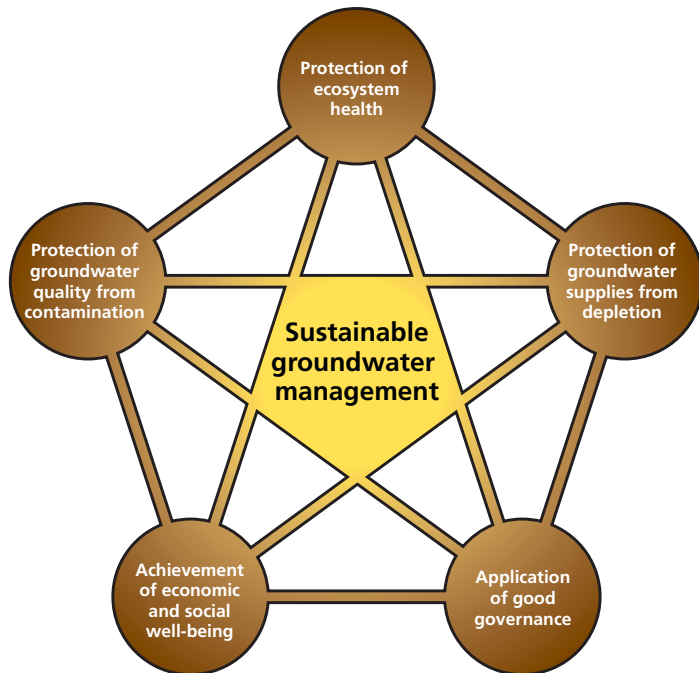 Protection of
ecosystem
health
Protection of
groundwater
quality from
contamination
Protection of
groundwater
supplies from
depletion
Sustainable
groundwater
management
Achievement
of economic
and social
well-being
Application
of good
governance